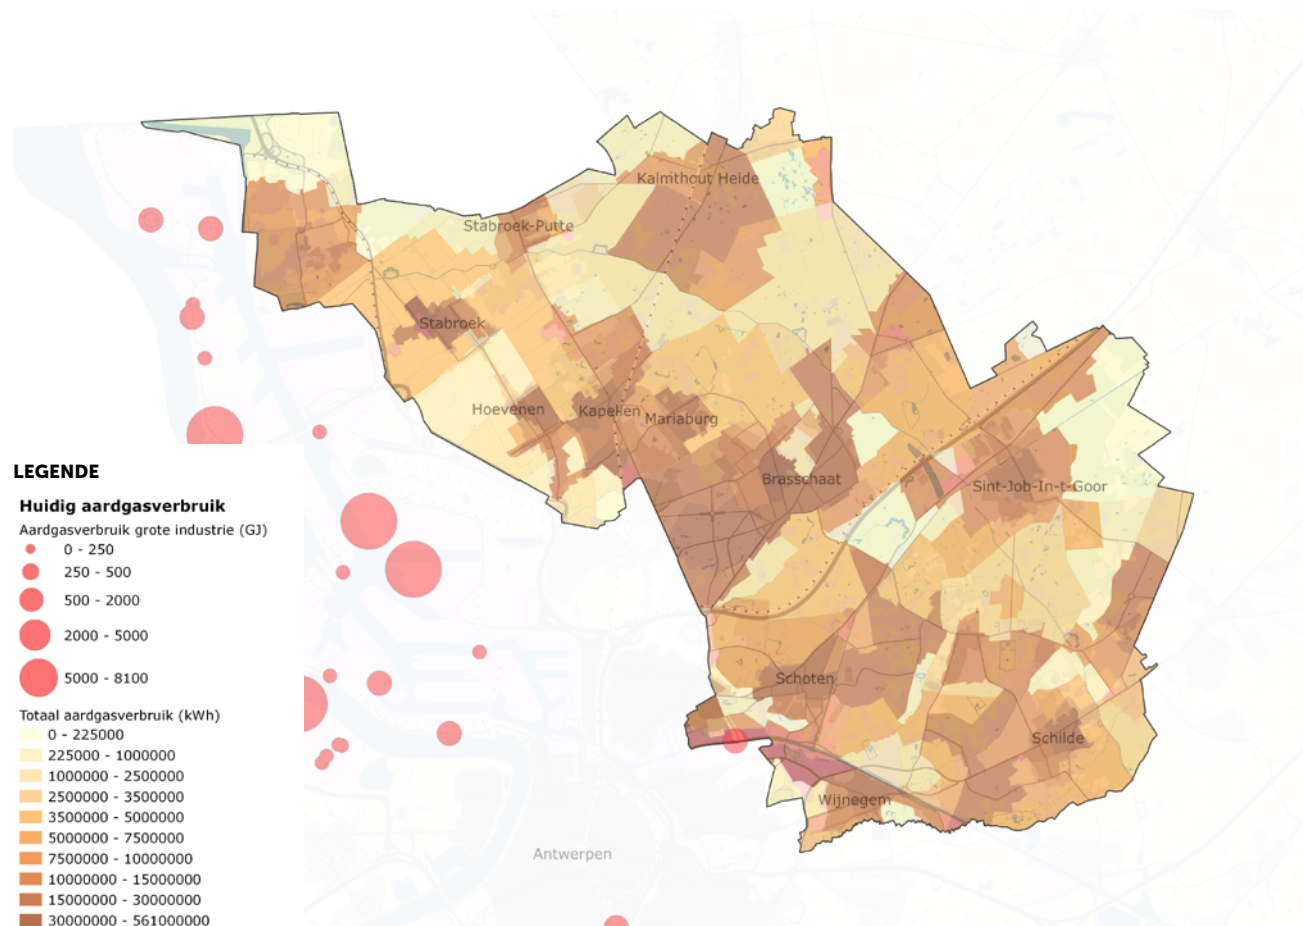 Kalmthout Heide
Stabroek-Putte
Stabroek
Hoevenen
Kapellen
Mariaburg
Brasschaat
Sint-Job-In-t-Goor
Schoten
Schilde
Wijnegem
Antwerpen
LEGENDE
Huidig aardgasverbruik
Aardgasverbruik grote industrie (GJ)
0 - 250
250 - 500
500 - 2000
2000 - 5000
5000 - 8100
Totaal aardgasverbruik (kWh)
0 - 225000
225000 - 1000000
1000000 - 2500000
2500000 - 3500000
3500000 - 5000000
5000000 - 7500000
7500000 - 10000000
10000000 - 15000000
15000000 - 30000000
30000000 - 561000000